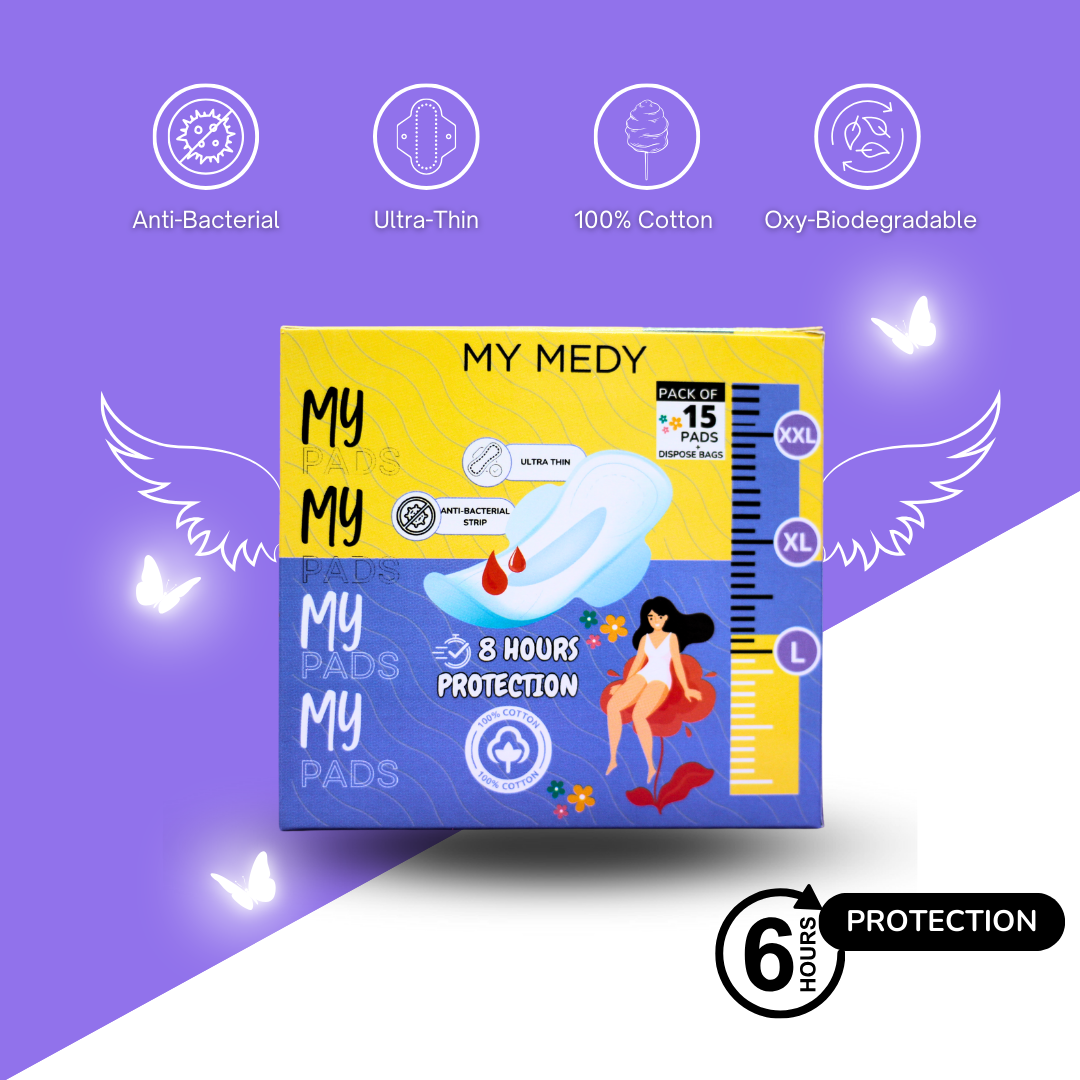 Anti-Bacterial
Ultra-Thin
100% Cotton
Oxy-Biodegradable
MY MEDY
MY
PADS
MY
PADS
MY
PADS
MY
PADS
ULTRA THIN
ANTI-BACTERIAL
STRIP
PACK OF
15
PADS
+
DISPOSE BAGS
XXL
XL
L
8 HOURS
PROTECTION
100% COTTON
100% COTTON
6
HOURS
PROTECTION